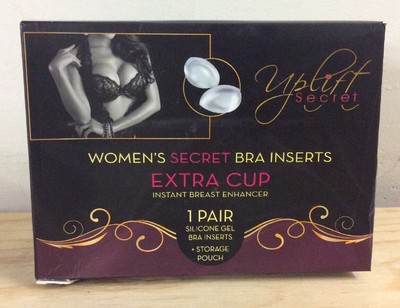 Uplift
Secret
WOMEN'S SECRET BRA INSERTS
EXTRA CUP
INSTANT BREAST ENHANCER
1 PAIR
SILICONE GEL
BRA INSERTS
+ STORAGE
POUCH